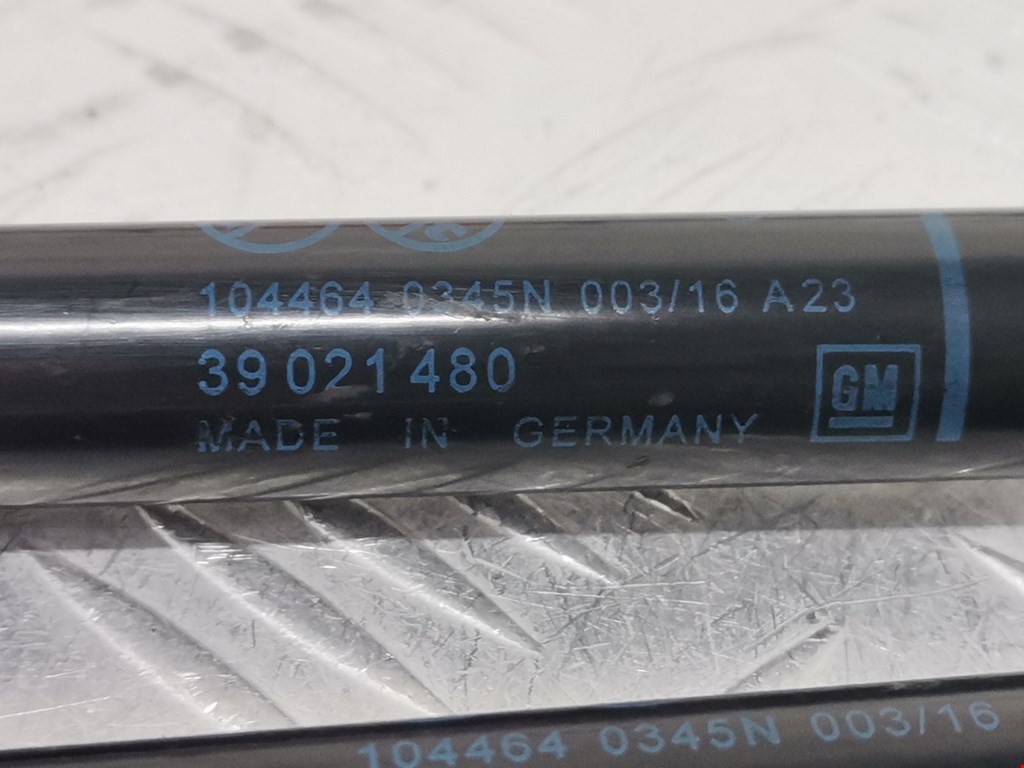 104464 0345N 003/16 A23
39 021 480
MADE IN GERMANY
GM
104464 0345N 003/16